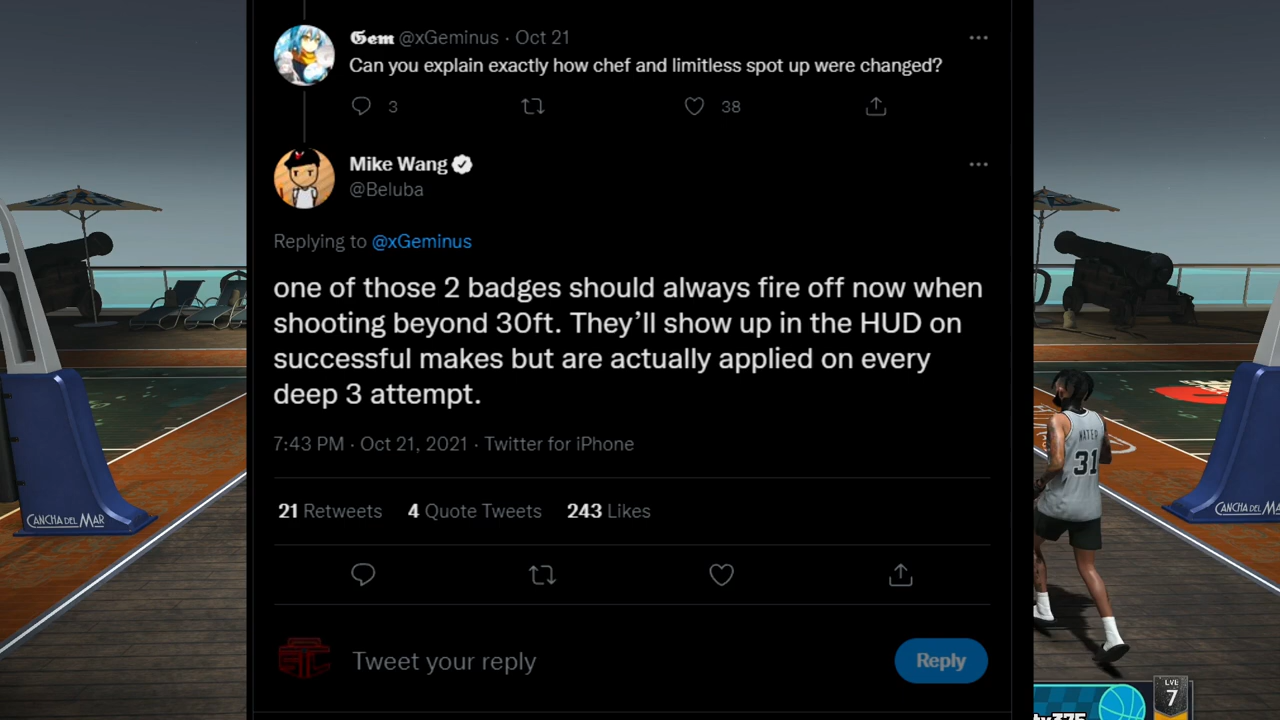 Gem @xGeminus · Oct 21
Can you explain exactly how chef and limitless spot up were changed?
3 38
Mike Wang
@Beluba
Replying to @xGeminus
one of those 2 badges should always fire off now when
shooting beyond 30ft. They’ll show up in the HUD on
successful makes but are actually applied on every
deep 3 attempt.
7:43 PM · Oct 21, 2021 · Twitter for iPhone
21 Retweets 4 Quote Tweets 243 Likes
Tweet your reply
Reply
CANCHA DEL MAR
31
CANCHA DEL MA
LVL
7